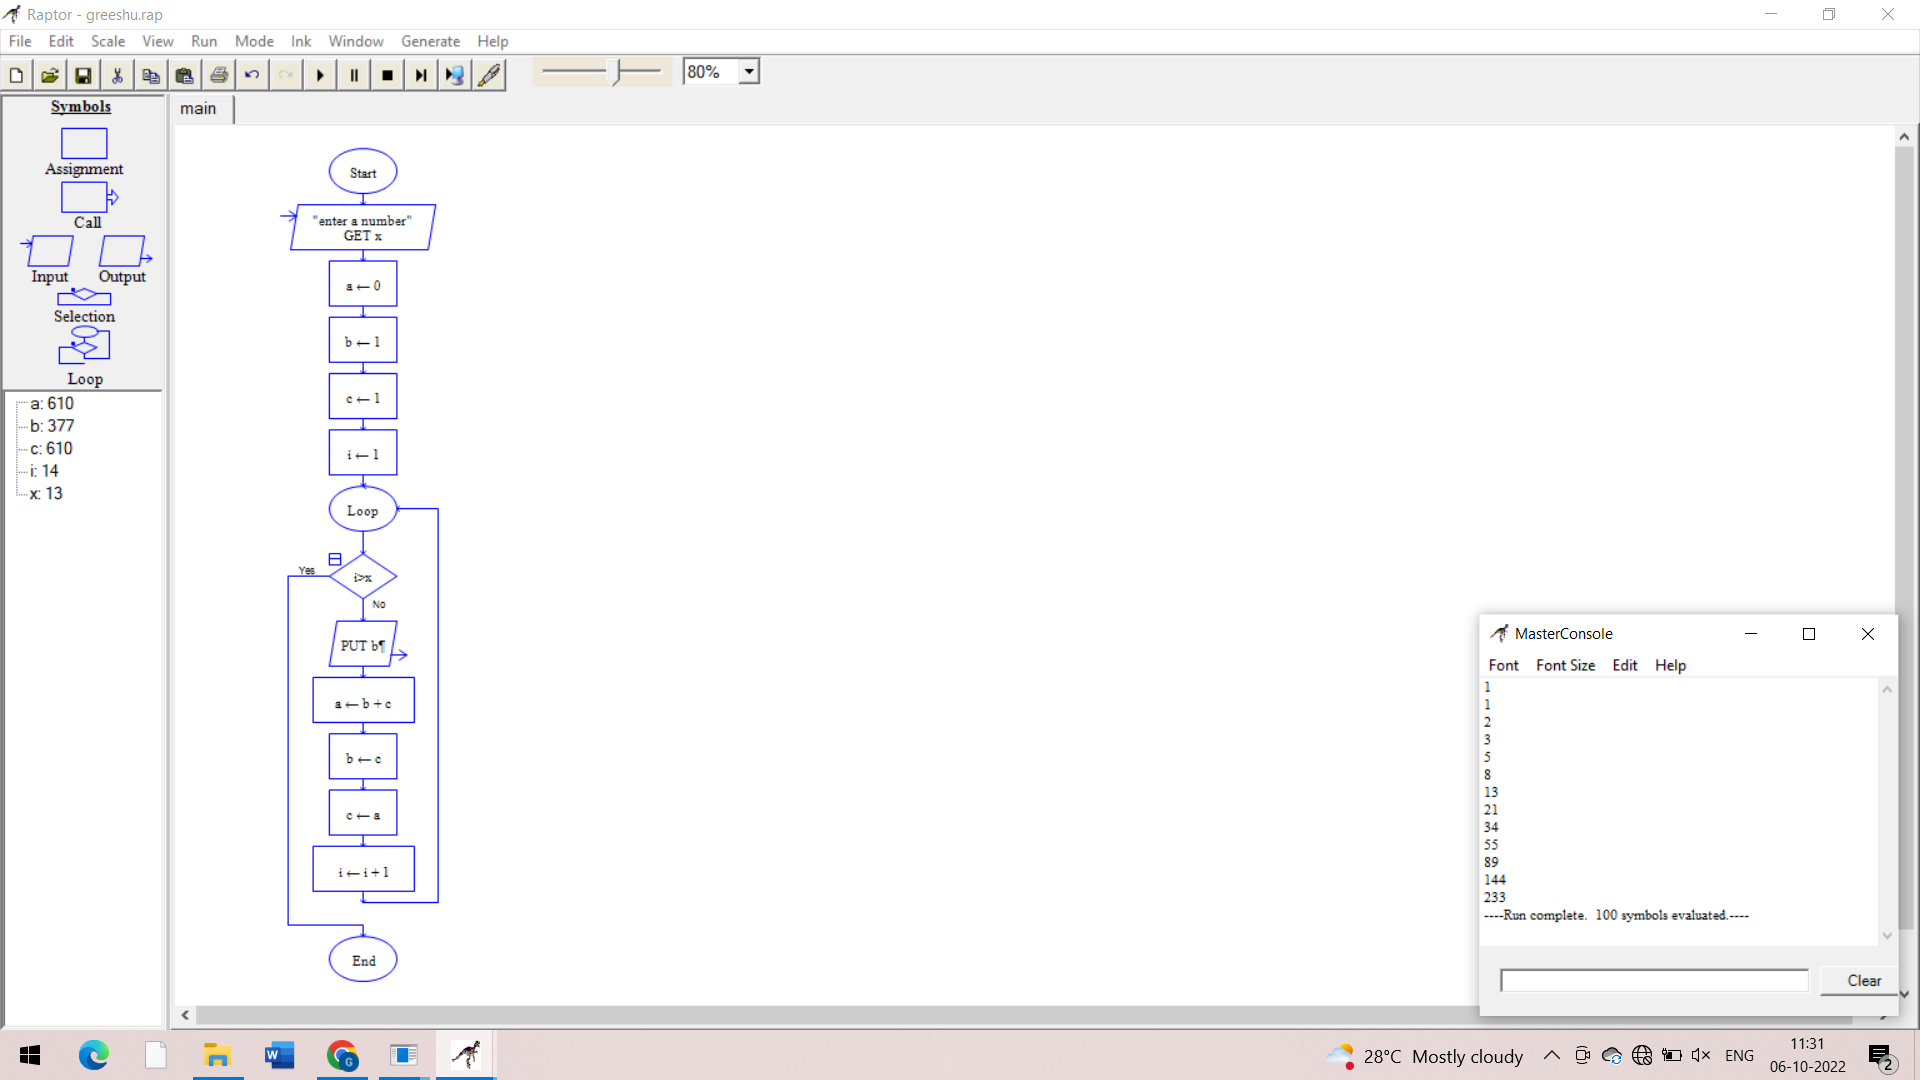 Raptor - greeshu.rap
File Edit Scale View Run Mode Ink Window Generate Help
80%
Symbols
Assignment
Call
Input Output
Selection
Loop
a: 610
b: 377
c: 610
i: 14
x: 13
main
Start
"enter a number"
GET x
a ← 0
b ← 1
c ← 1
i ← 1
Loop
Yes
i>x
No
PUT b¶
a ← b + c
b ← c
c ← a
i ← i + 1
End
MasterConsole
Font Font Size Edit Help
1
1
2
3
5
8
13
21
34
55
89
144
233
----Run complete. 100 symbols evaluated.----
Clear
28°C Mostly cloudy
ENG
11:31
06-10-2022
2